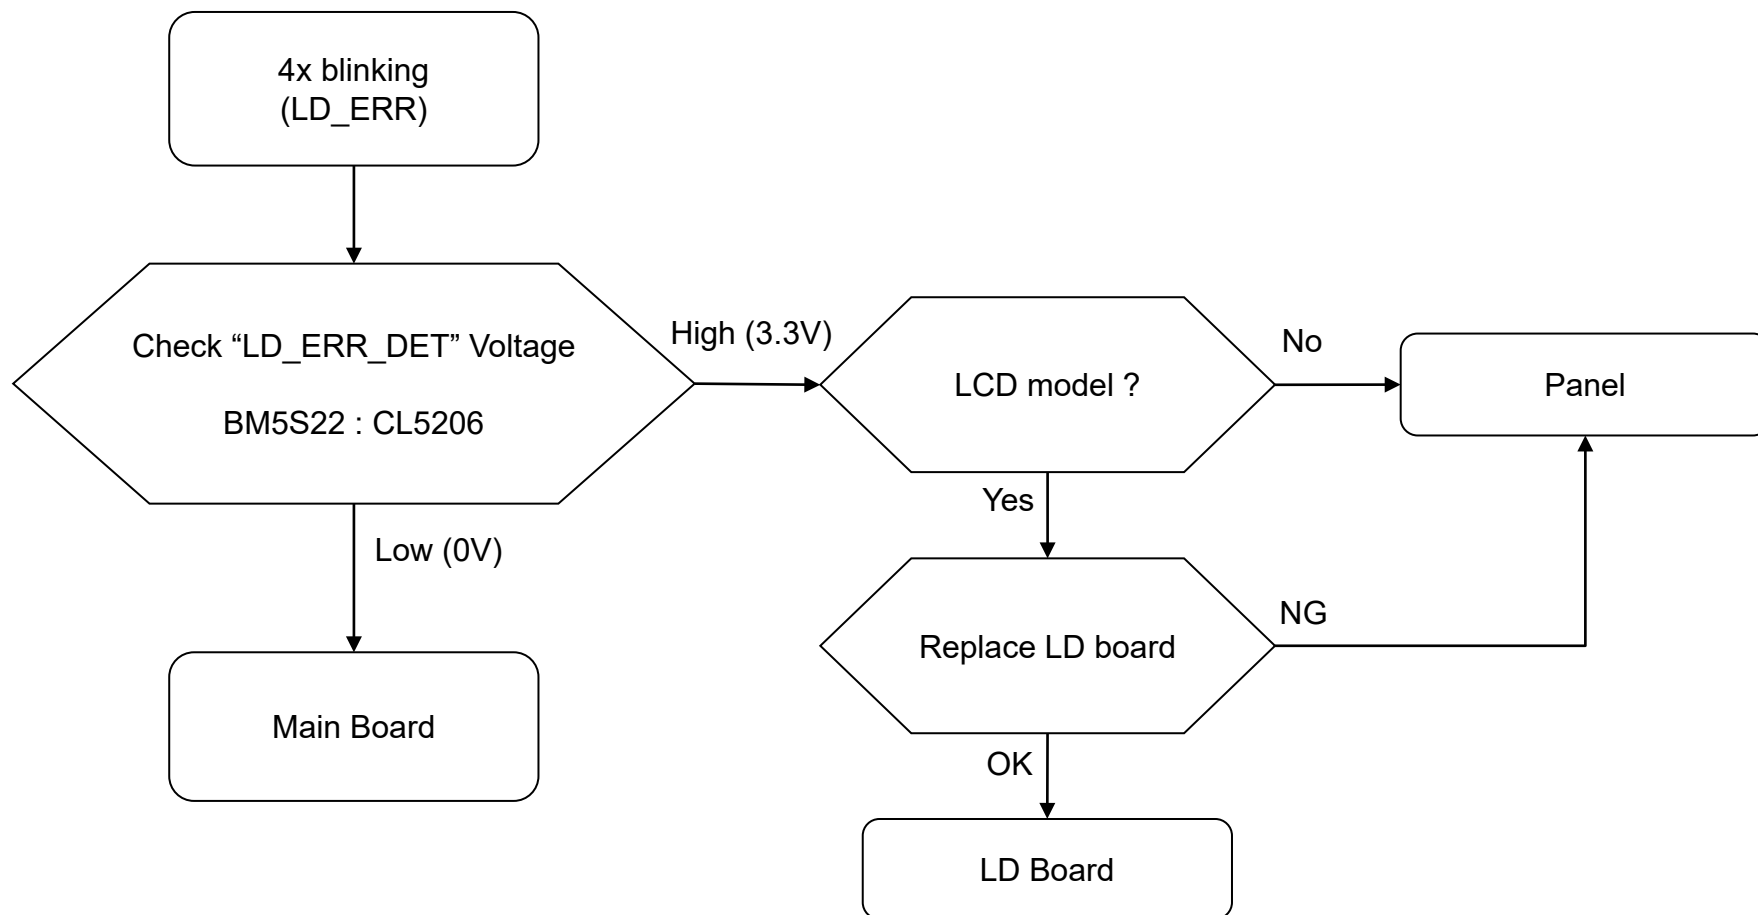 4x blinking
(LD_ERR)
Check “LD_ERR_DET” Voltage
BM5S22 : CL5206
High (3.3V)
LCD model ?
No
Panel
Yes
Low (0V)
Replace LD board
NG
Main Board
OK
LD Board